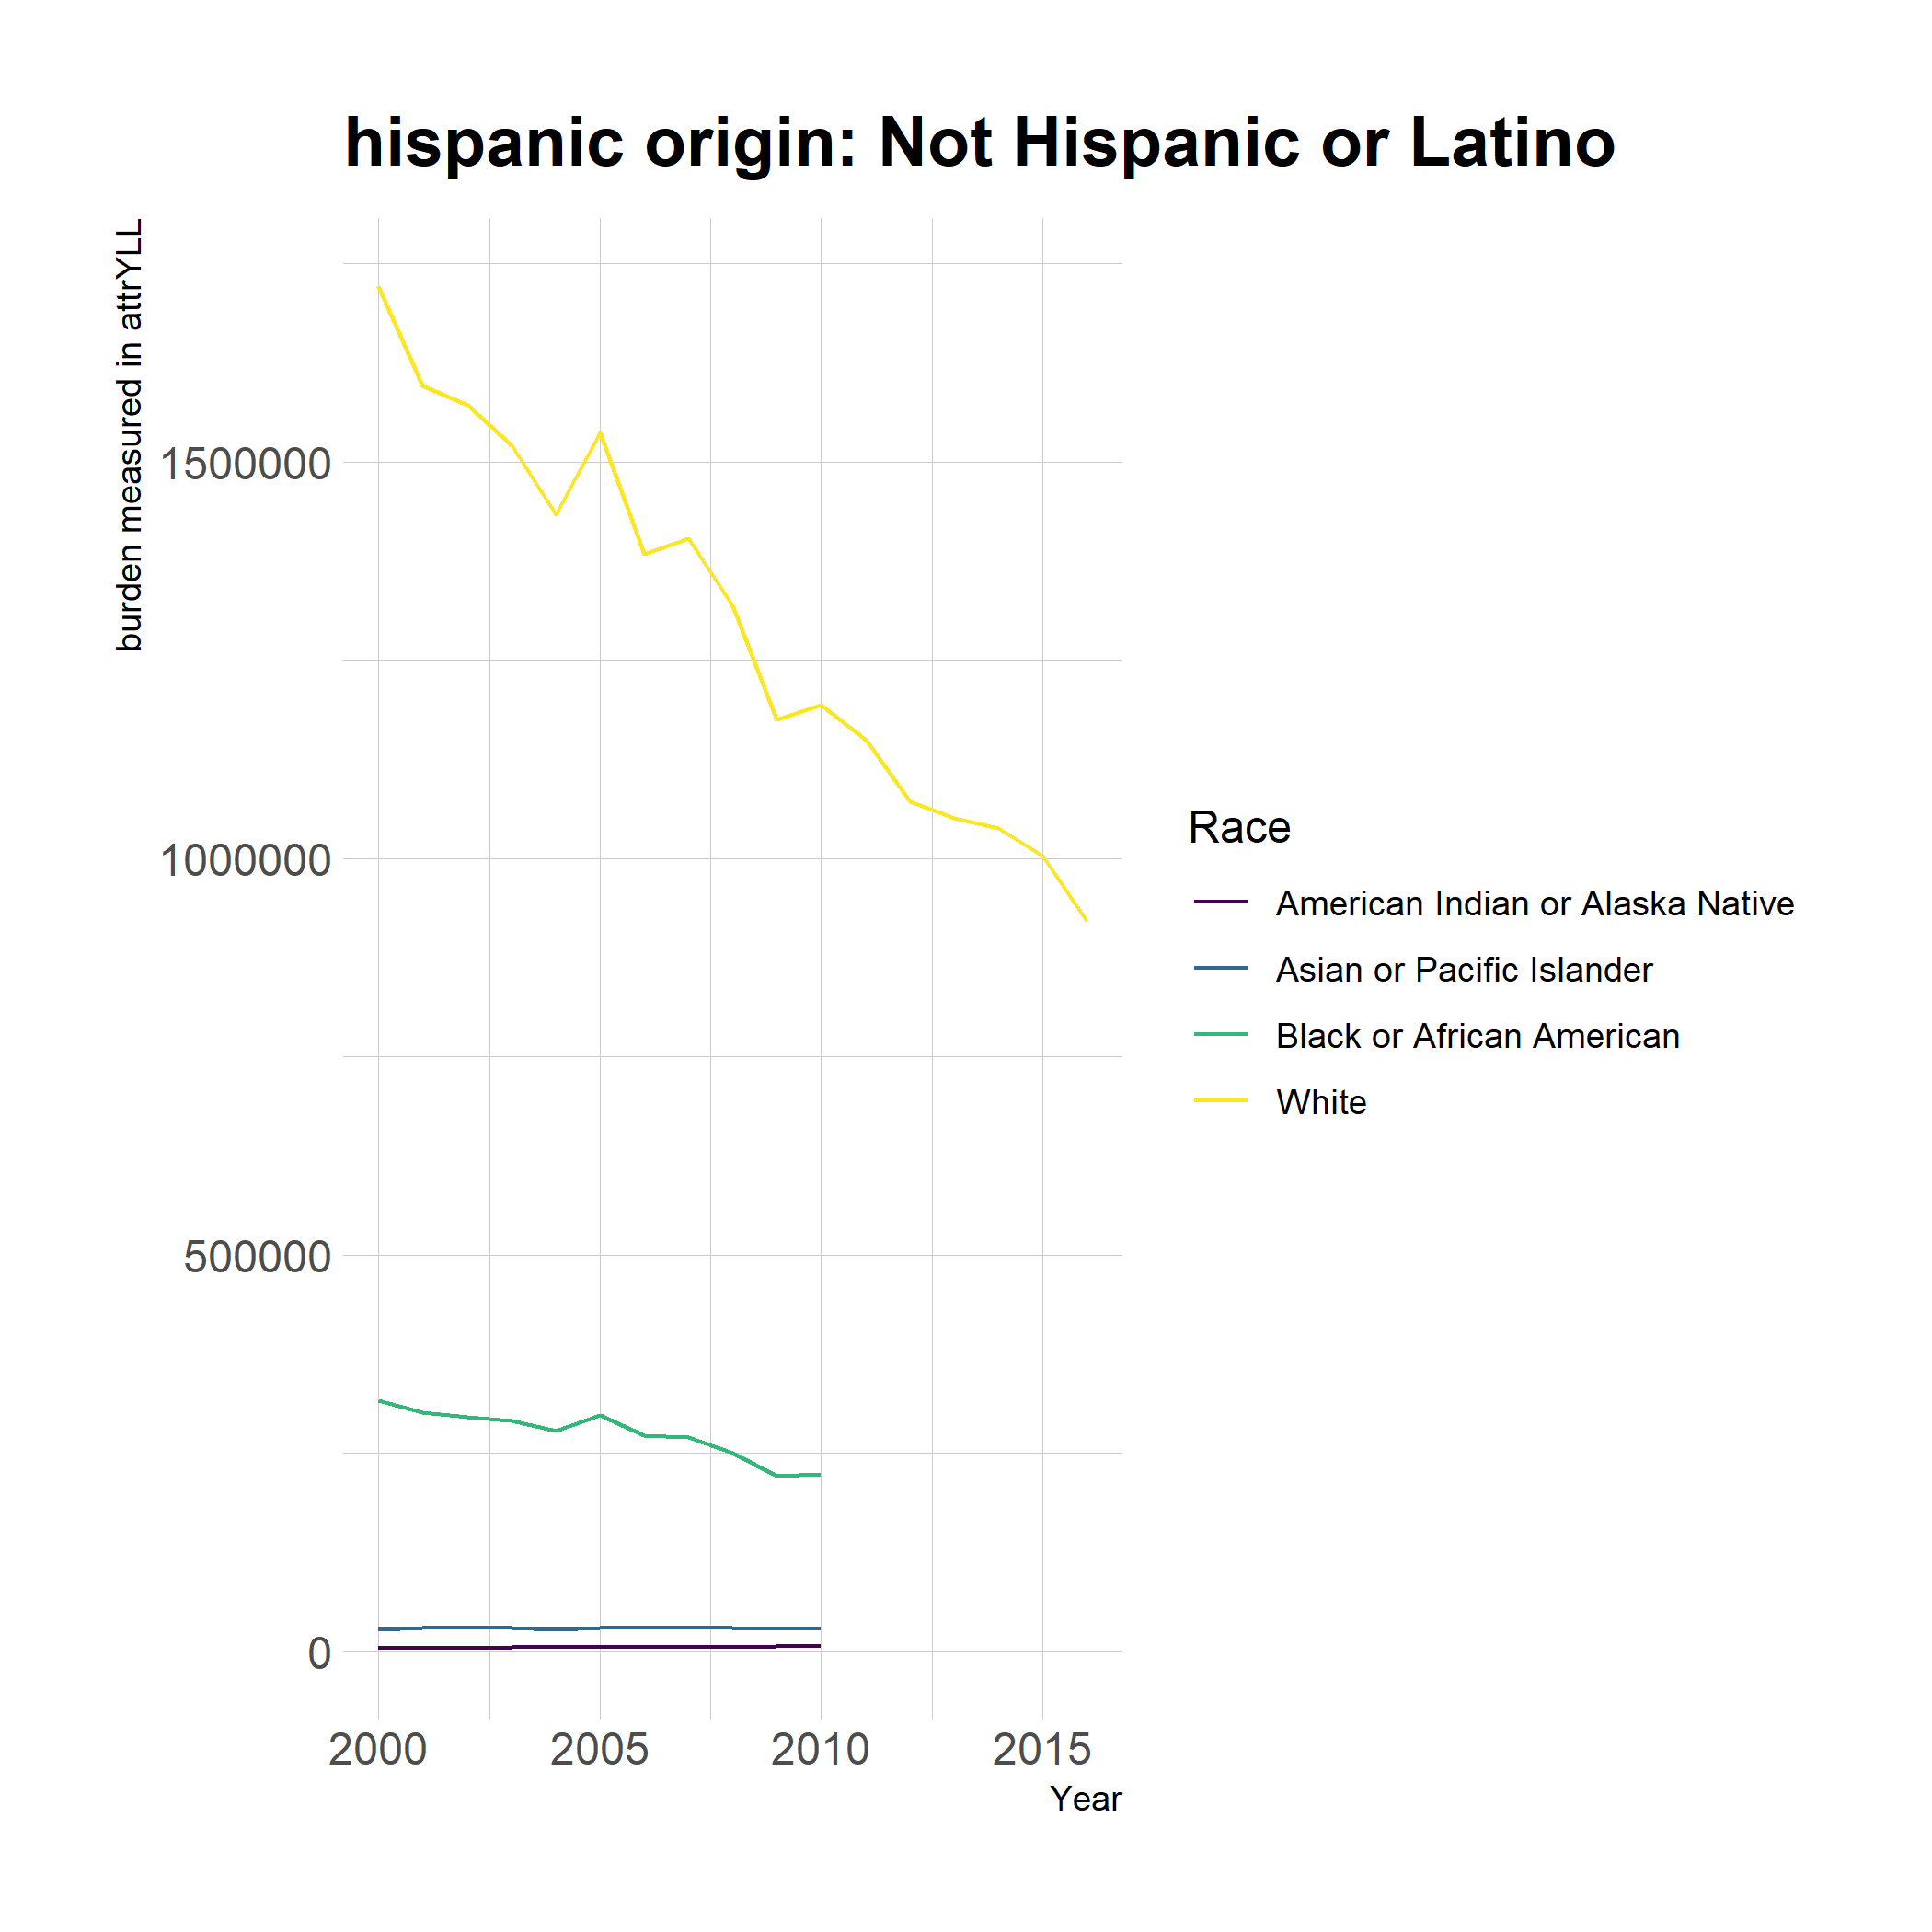 hispanic origin: Not Hispanic or Latino
burden measured in attrYLL
1500000
1000000
500000
0
2000 2005 2010 2015
Year
Race
American Indian or Alaska Native
Asian or Pacific Islander
Black or African American
White